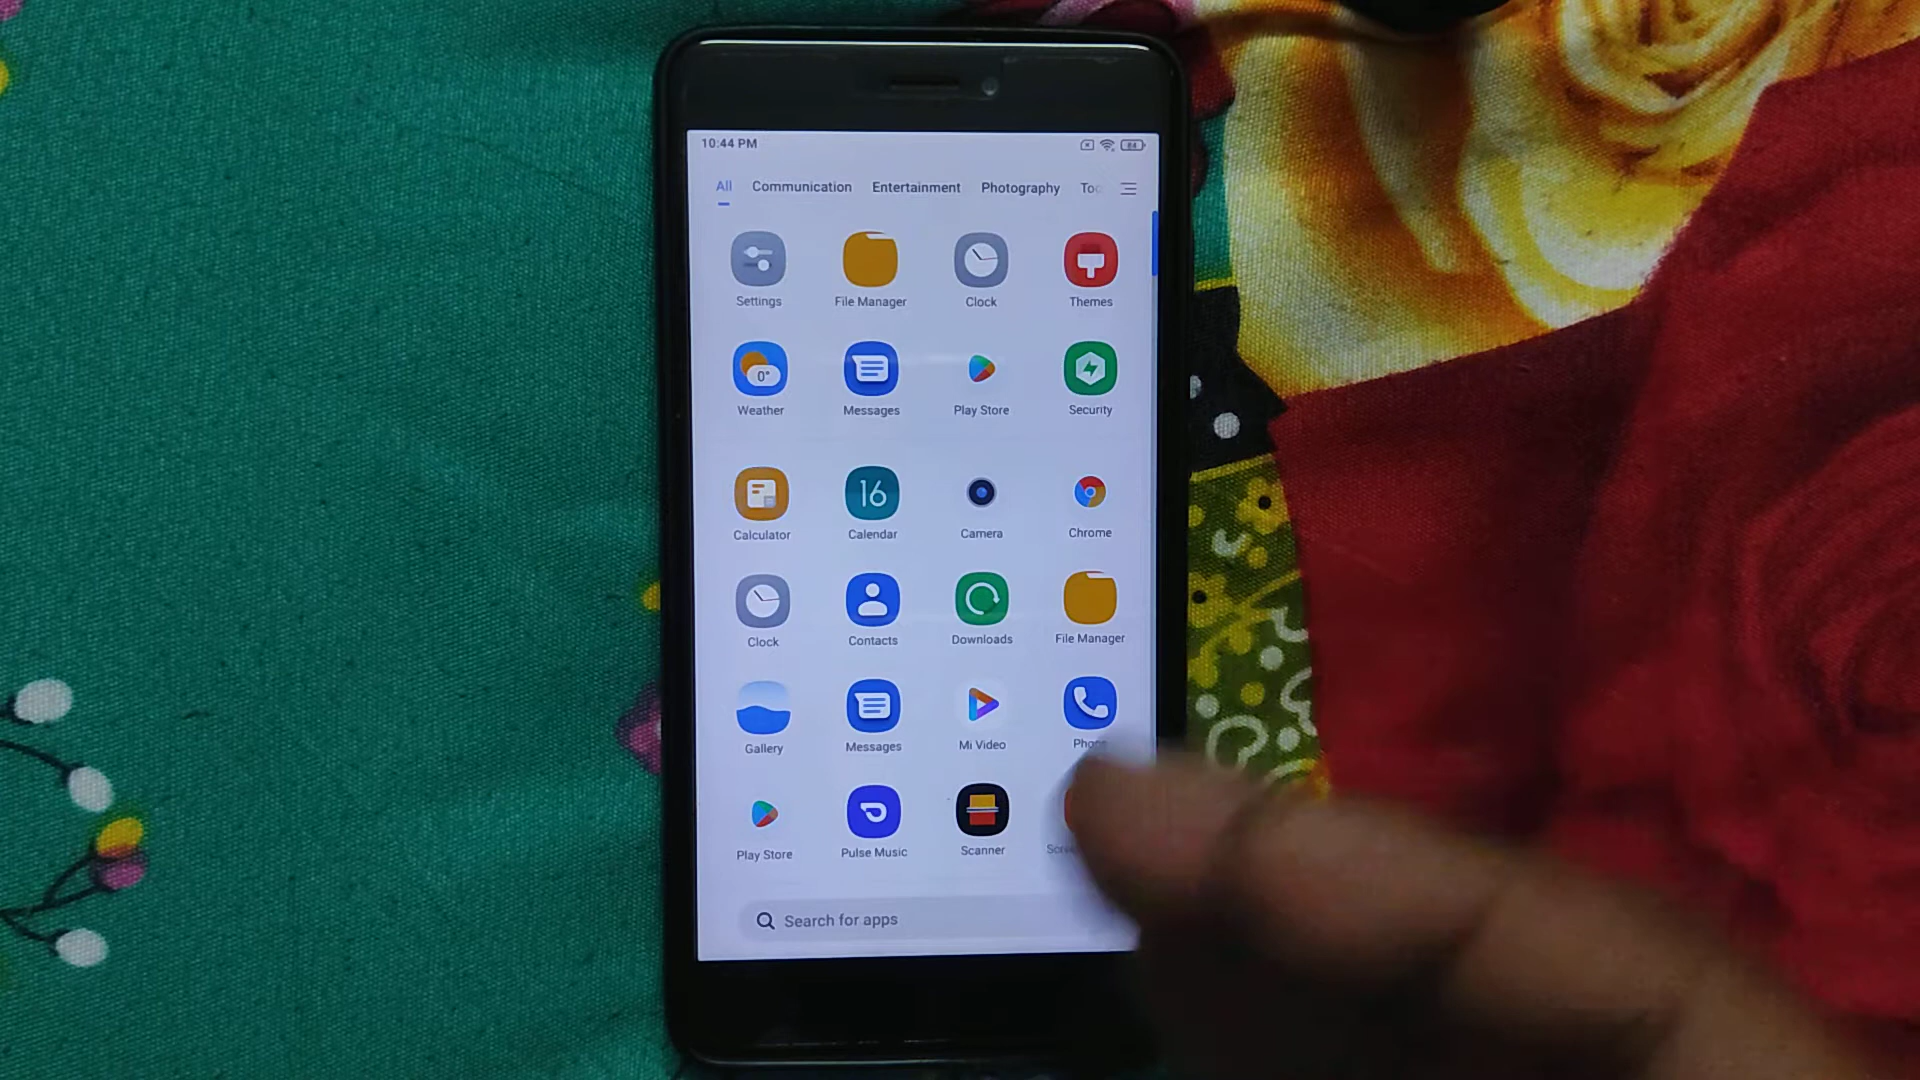 10:44 PM 84
All Communication Entertainment Photography
Settings File Manager Clock Themes
0°
Weather Messages Play Store Security
16
Calculator Calendar Camera Chrome
Clock Contacts Downloads File Manager
Gallery Messages Mi Video Phone
Play Store Pulse Music Scanner
Search for apps